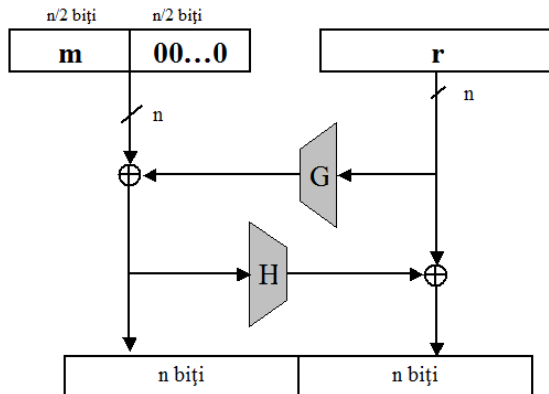 n/2 biţi n/2 biţi
m 00…0 r
n n
G
H
n biţi n biţi